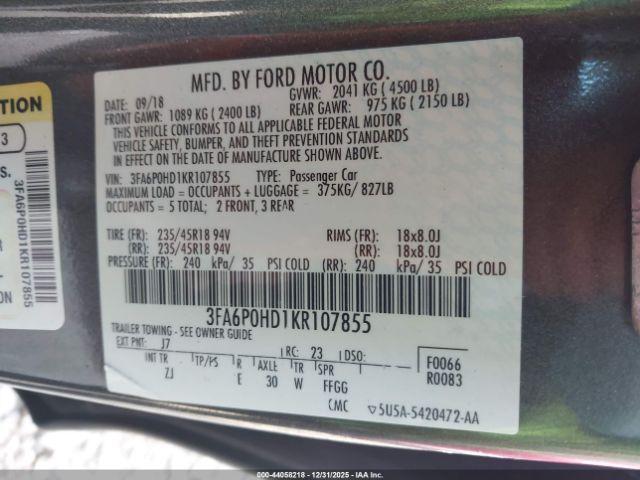 MFD. BY FORD MOTOR CO.
DATE: 09/18 GVWR: 2041 KG ( 4500 LB)
FRONT GAWR: 1089 KG ( 2400 LB) REAR GAWR: 975 KG ( 2150 LB)
THIS VEHICLE CONFORMS TO ALL APPLICABLE FEDERAL MOTOR
VEHICLE SAFETY, BUMPER, AND THEFT PREVENTION STANDARDS
IN EFFECT ON THE DATE OF MANUFACTURE SHOWN ABOVE.
VIN: 3FA6P0HD1KR107855 TYPE: Passenger Car
MAXIMUM LOAD = OCCUPANTS + LUGGAGE = 375KG/ 827LB
OCCUPANTS = 5 TOTAL; 2 FRONT, 3 REAR
TIRE (FR): 235/45R18 94V RIMS (FR): 18x8.0J
(RR): 235/45R18 94V (RR): 18x8.0J
PRESSURE (FR): 240 kPa/ 35 PSI COLD (RR): 240 kPa/ 35 PSI COLD
3FA6P0HD1KR107855
TRAILER TOWING - SEE OWNER GUIDE
EXT PNT: J7 RC: 23 DSO: F0066
INT TR TP/PS R AXLE TR SPR R0083
ZJ E 30 W FFGG
CMC 5U5A-5420472-AA
TION
3
S.
3FA6P0HD1KR107855
R
ON
000-44058218 - 12/31/2025 - IAA Inc.